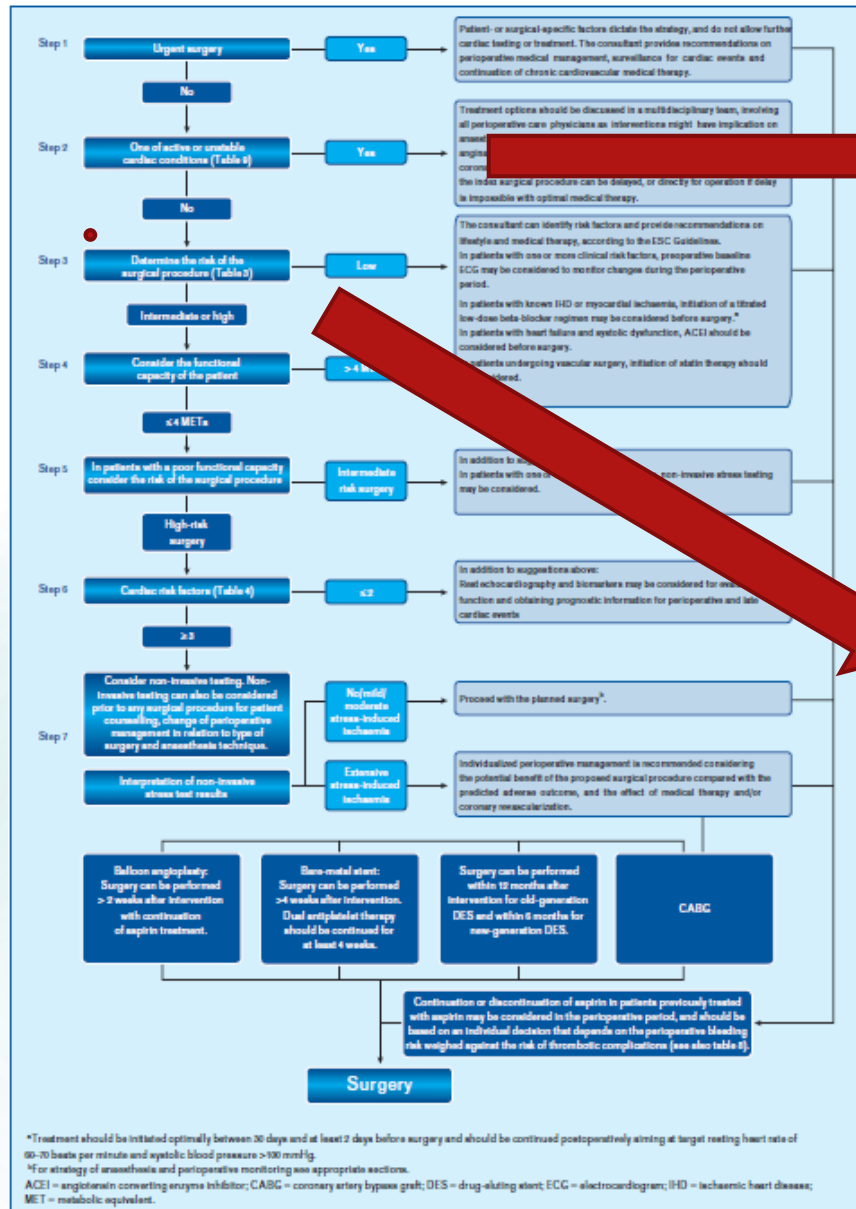 Step 1
Urgent surgery
Yes
Patient- or surgical-specific factors dictate the strategy, and do not allow further
cardiac testing or treatment. The consultant provides recommendations on
perioperative medical management, surveillance for cardiac events and
continuation of chronic cardiovascular medical therapy.
No
Step 2
One of active or unstable
cardiac conditions (Table 9)
Yes
Treatment options should be discussed in a multidisciplinary team, involving
all perioperative care physicians as interventions might have implication on
the index surgical procedure can be delayed, or directly for operation if delay
is impossible with optimal medical therapy.
No
Step 3
Determine the risk of the
surgical procedure (Table 3)
Low
The consultant can identify risk factors and provide recommendations on
lifestyle and medical therapy, according to the ESC Guidelines.
In patients with one or more clinical risk factors, preoperative baseline
ECG may be considered to monitor changes during the perioperative
period.
In patients with known IHD or myocardial ischaemia, initiation of a titrated
low-dose beta-blocker regimen may be considered before surgery.a
In patients with heart failure and systolic dysfunction, ACEI should be
considered before surgery.
patients undergoing vascular surgery, initiation of statin therapy should
Intermediate or high
Step 4
Consider the functional
capacity of the patient
>4
≤4 METs
Step 5
In patients with a poor functional capacity
consider the risk of the surgical procedure
Intermediate
risk surgery
In addition to
In patients with one or non-invasive stress testing
may be considered.
High-risk
surgery
Step 6
Cardiac risk factors (Table 4)
≤2
In addition to suggestions above:
Rest echocardiography and biomarkers may be considered for
function and obtaining prognostic information for perioperative and late
cardiac events
≥3
Step 7
Consider non-invasive testing. Non-
invasive testing can also be considered
prior to any surgical procedure for patient
counselling, change of perioperative
management in relation to type of
surgery and anaesthesia technique.
No/mild/
moderate
stress-induced
ischaemia
Proceed with the planned surgeryb.
Interpretation of non-invasive
stress test results
Extensive
stress-induced
ischaemia
Individualized perioperative management is recommended considering
the potential benefit of the proposed surgical procedure compared with the
predicted adverse outcome, and the effect of medical therapy and/or
coronary revascularization.
Balloon angioplasty:
Surgery can be performed
> 2 weeks after intervention
with continuation
of aspirin treatment.
Bare-metal stent:
Surgery can be performed
>4 weeks after intervention.
Dual antiplatelet therapy
should be continued for
at least 4 weeks.
Surgery can be performed
within 12 months after
intervention for old-generation
DES and within 6 months for
new-generation DES.
CABG
Continuation or discontinuation of aspirin in patients previously treated
with aspirin may be considered in the perioperative period, and should be
based on an individual decision that depends on the perioperative bleeding
risk weighed against the risk of thrombotic complications (see also table 8).
Surgery
aTreatment should be initiated optimally between 30 days and at least 2 days before surgery and should be continued postoperatively aiming at target resting heart rate of
60–70 beats per minute and systolic blood pressure >100 mmHg.
bFor strategy of anaesthesia and perioperative monitoring see appropriate sections.
ACEI = angiotensin converting enzyme inhibitor; CABG = coronary artery bypass graft; DES = drug-eluting stent; ECG = electrocardiogram; IHD = ischaemic heart disease;
MET = metabolic equivalent.